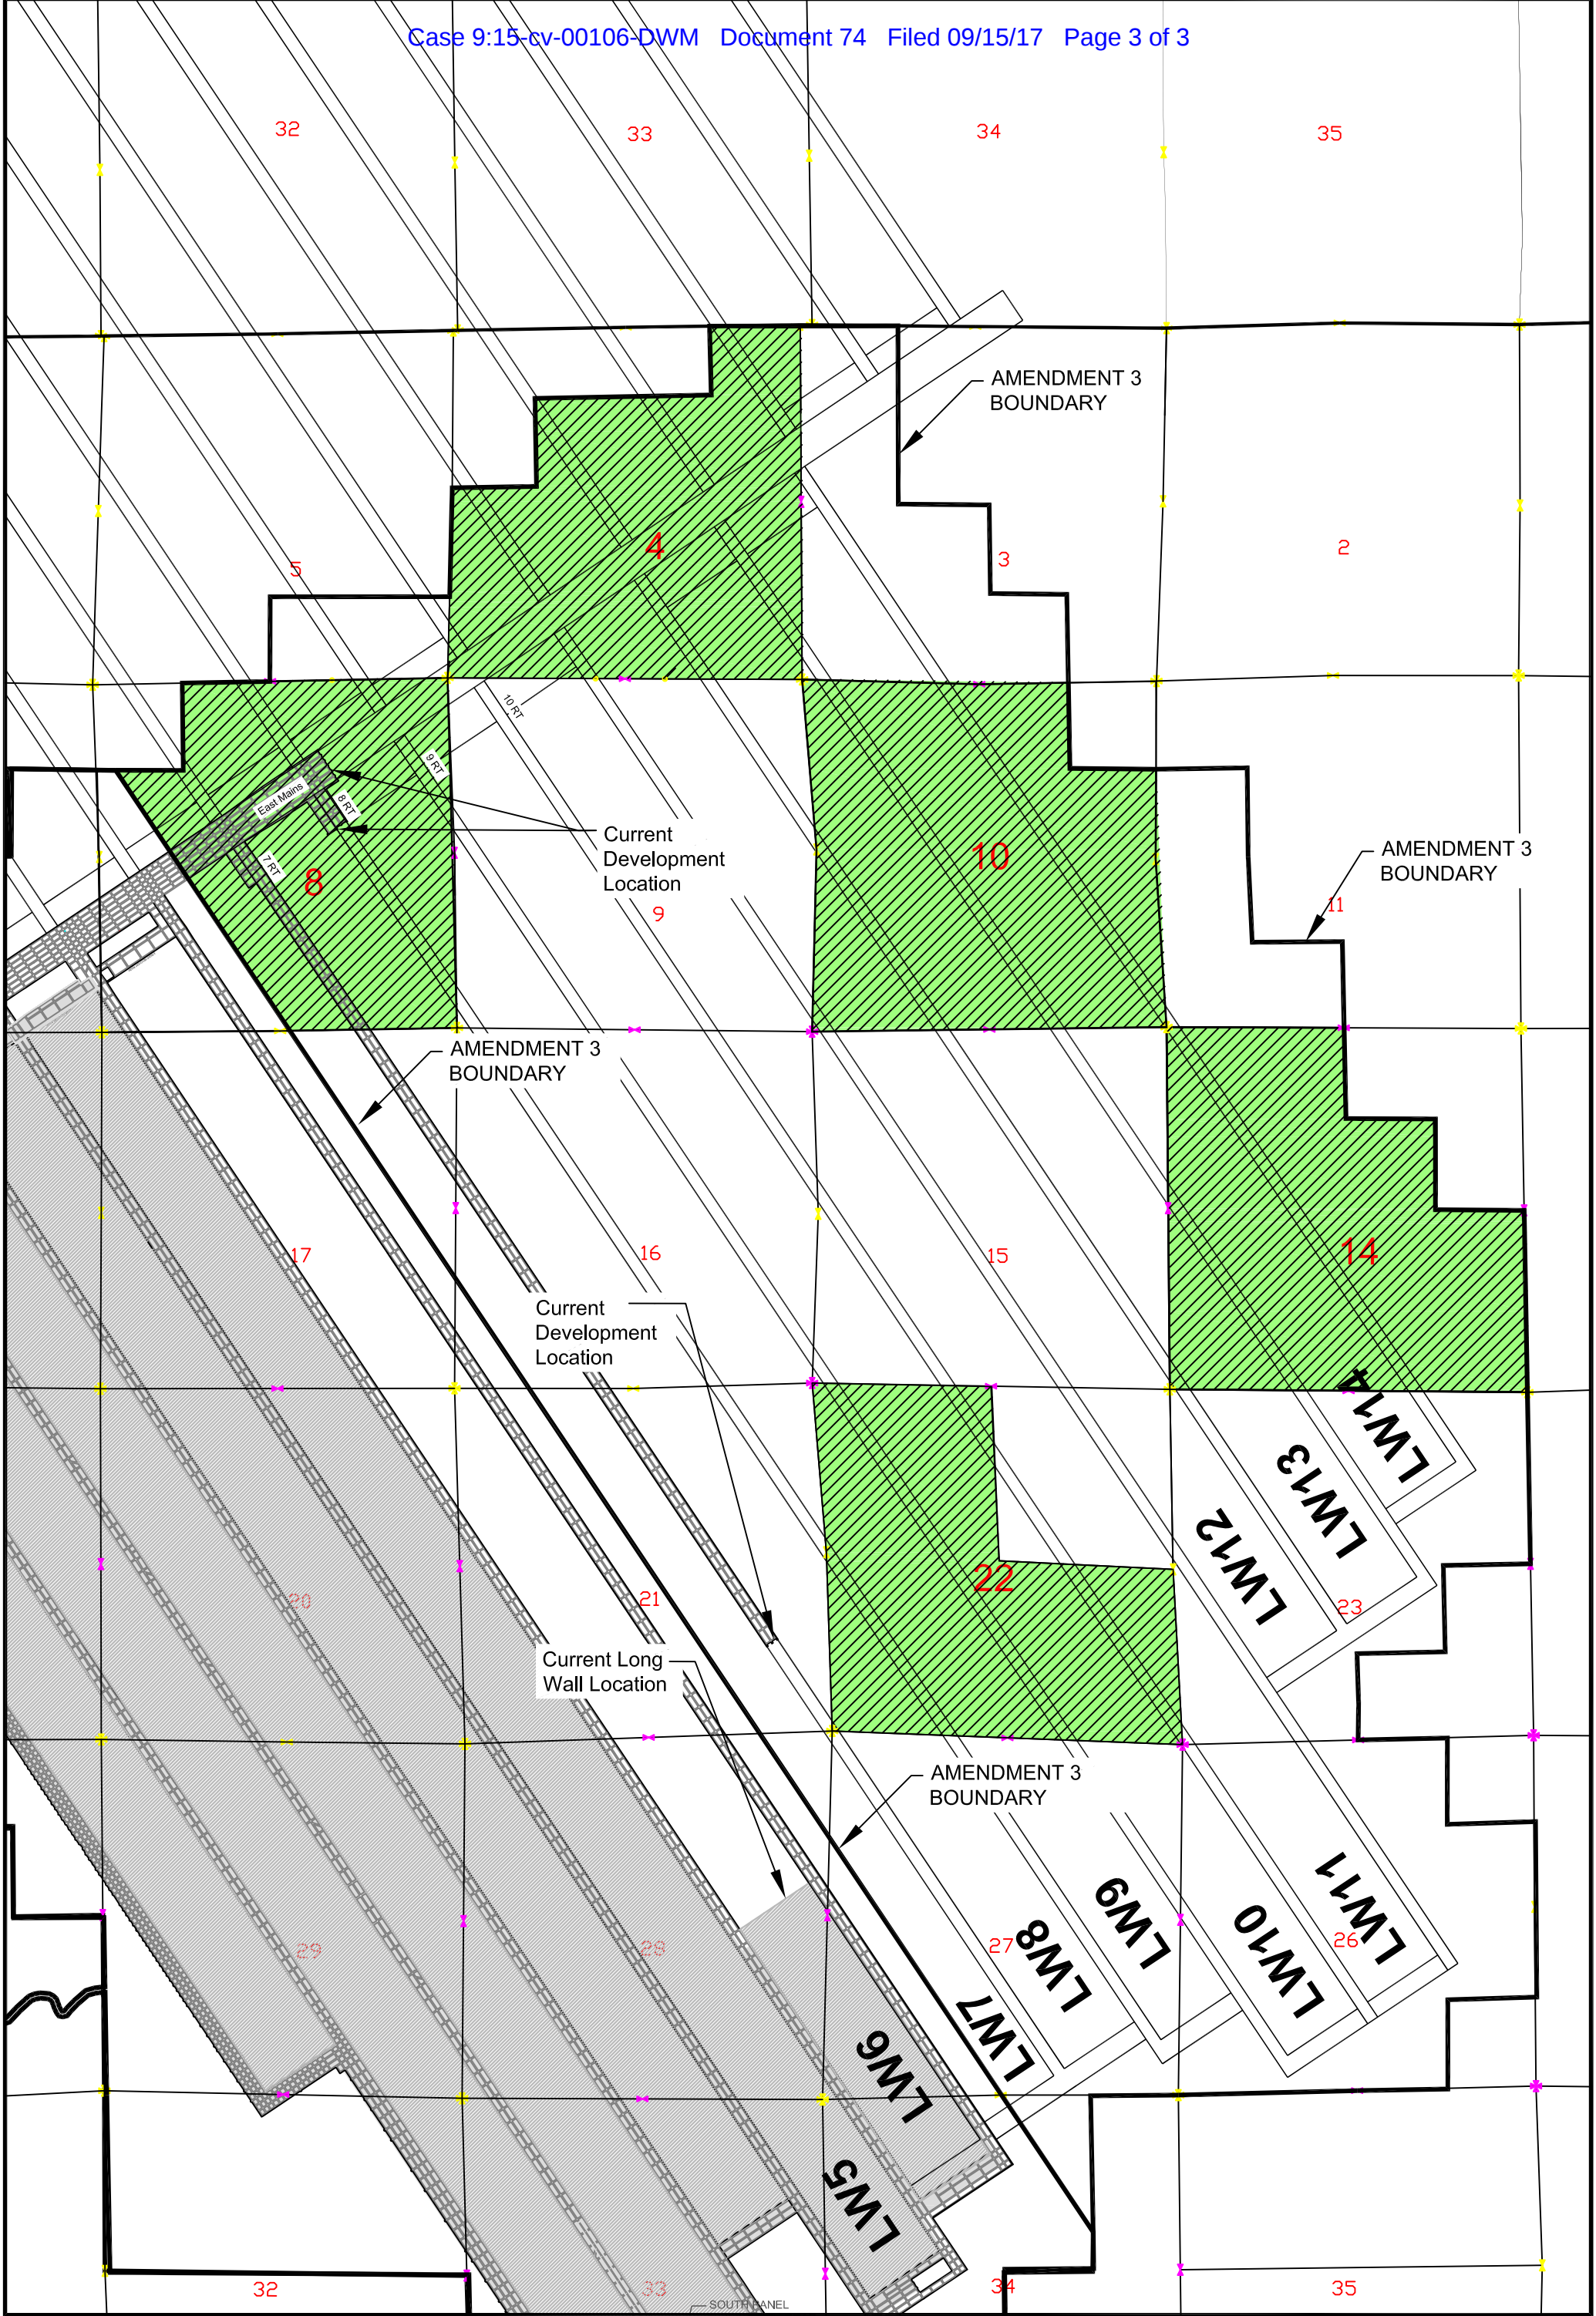 Case 9:15-cv-00106-DWM Document 74 Filed 09/15/17 Page 3 of 3
32
33
34
35
AMENDMENT 3
BOUNDARY
5
4
3
2
10 RT
9 RT
East Mains
8 RT
7 RT
8
Current
Development
Location
9
10
AMENDMENT 3
BOUNDARY
11
AMENDMENT 3
BOUNDARY
17
16
15
14
Current
Development
Location
LW14
LW13
LW12
20
21
22
23
Current Long
Wall Location
AMENDMENT 3
BOUNDARY
LW11
LW10
LW9
LW8
LW7
29
28
27
26
LW6
LW5
32
33
34
35
SOUTH PANEL